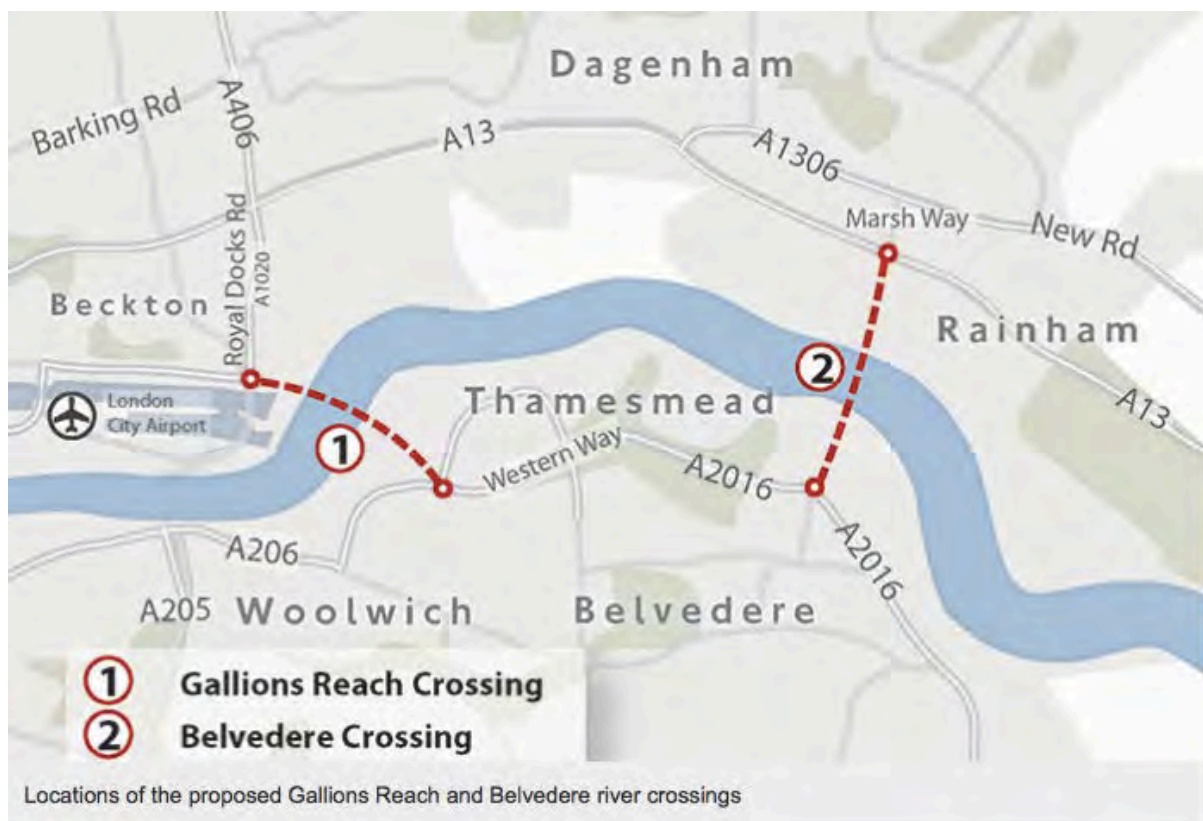 Dagenham
A406
Barking Rd
A13
A1306
Marsh Way
New Rd
Royal Docks Rd
A1020
Beckton
Rainham
2
London
City Airport
Thamesmead
A13
1
Western Way
A2016
A206
A2016
A205
Woolwich
Belvedere
1 Gallions Reach Crossing
2 Belvedere Crossing
Locations of the proposed Gallions Reach and Belvedere river crossings